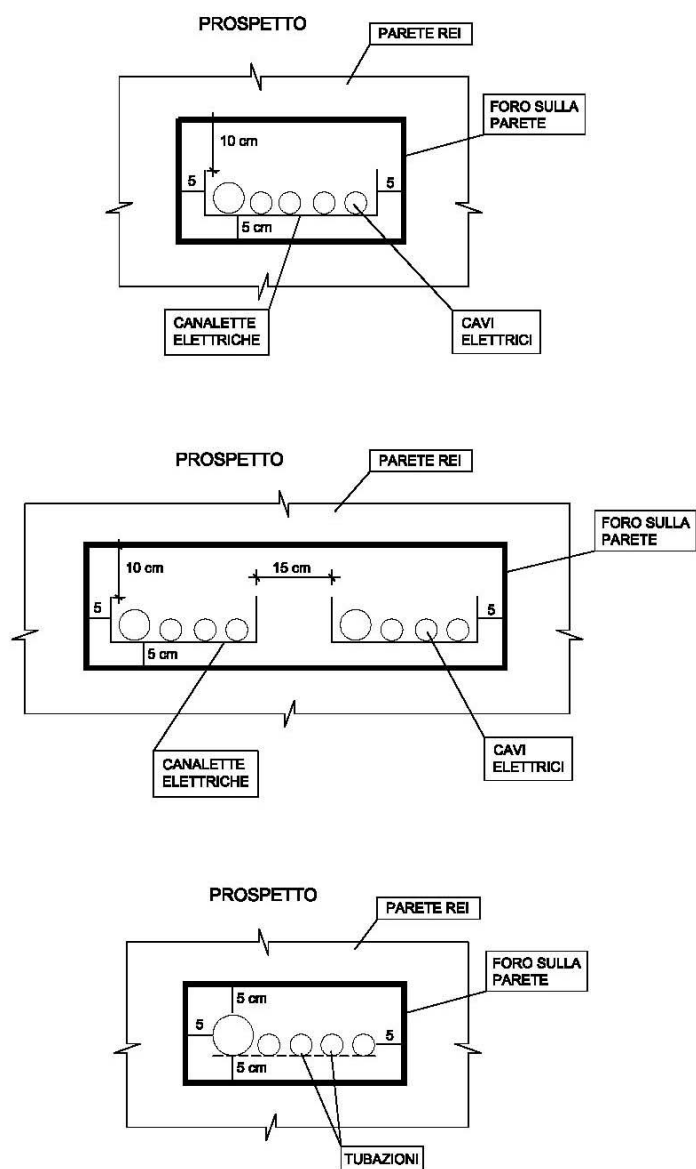 PROSPETTO
PARETE REI
FORO SULLA
PARETE
10 cm
5
5
5 cm
CANALETTE
ELETTRICHE
CAVI
ELETTRICI
PROSPETTO
PARETE REI
FORO SULLA
PARETE
10 cm
15 cm
5
5
5 cm
CANALETTE
ELETTRICHE
CAVI
ELETTRICI
PROSPETTO
PARETE REI
FORO SULLA
PARETE
5 cm
5
5
5 cm
TUBAZIONI